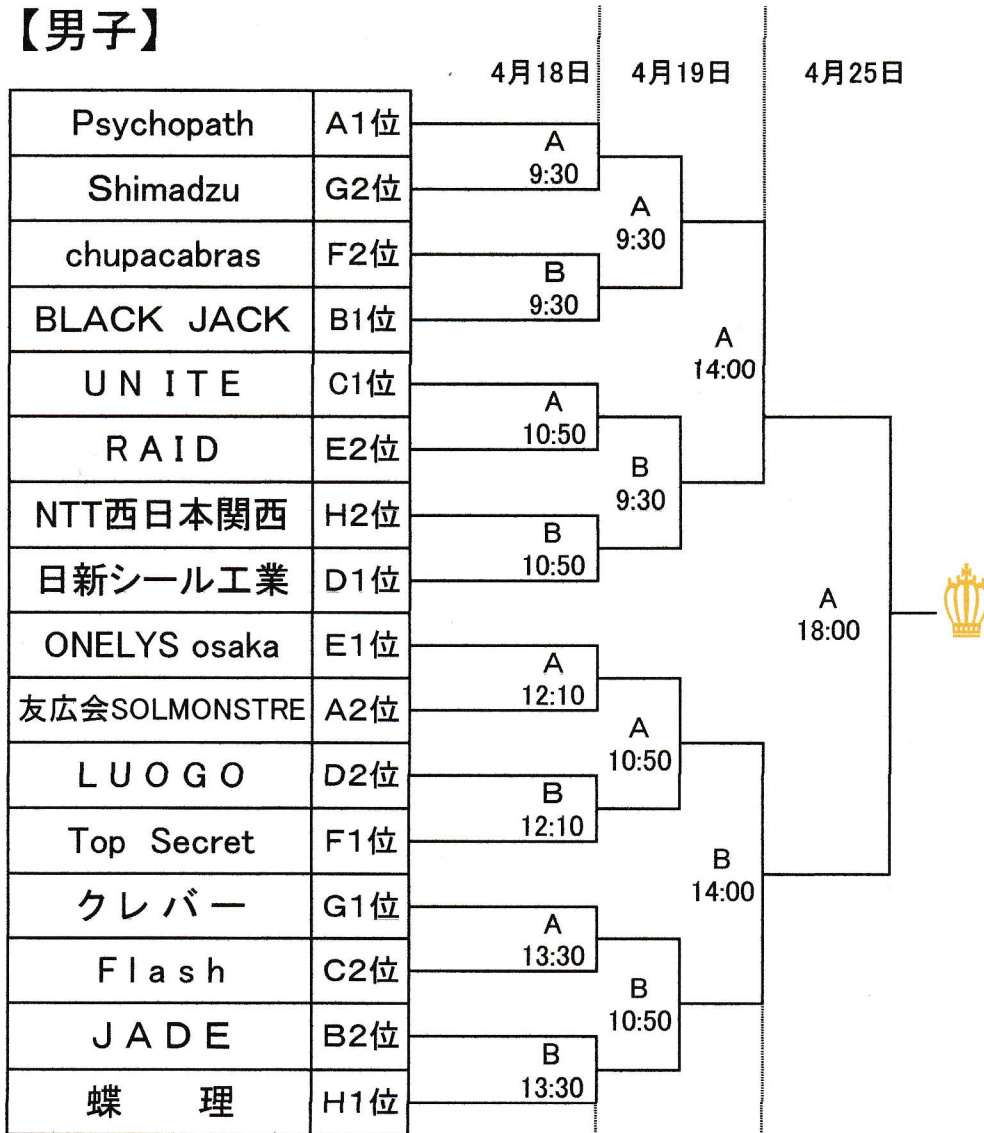 【男子】
4月18日 4月19日 4月25日
Psychopath A1位
Shimadzu G2位
A
9:30
chupacabras F2位
BLACK JACK B1位
B
9:30
A
9:30
UNITE C1位
RAID E2位
A
10:50
NTT西日本関西 H2位
日新シール工業 D1位
B
10:50
B
9:30
A
14:00
ONELYS osaka E1位
友広会SOLMONSTRE A2位
A
12:10
LUOGO D2位
Top Secret F1位
B
12:10
A
10:50
クレバー G1位
Flash C2位
A
13:30
JADE B2位
蝶 理 H1位
B
13:30
B
10:50
B
14:00
A
18:00